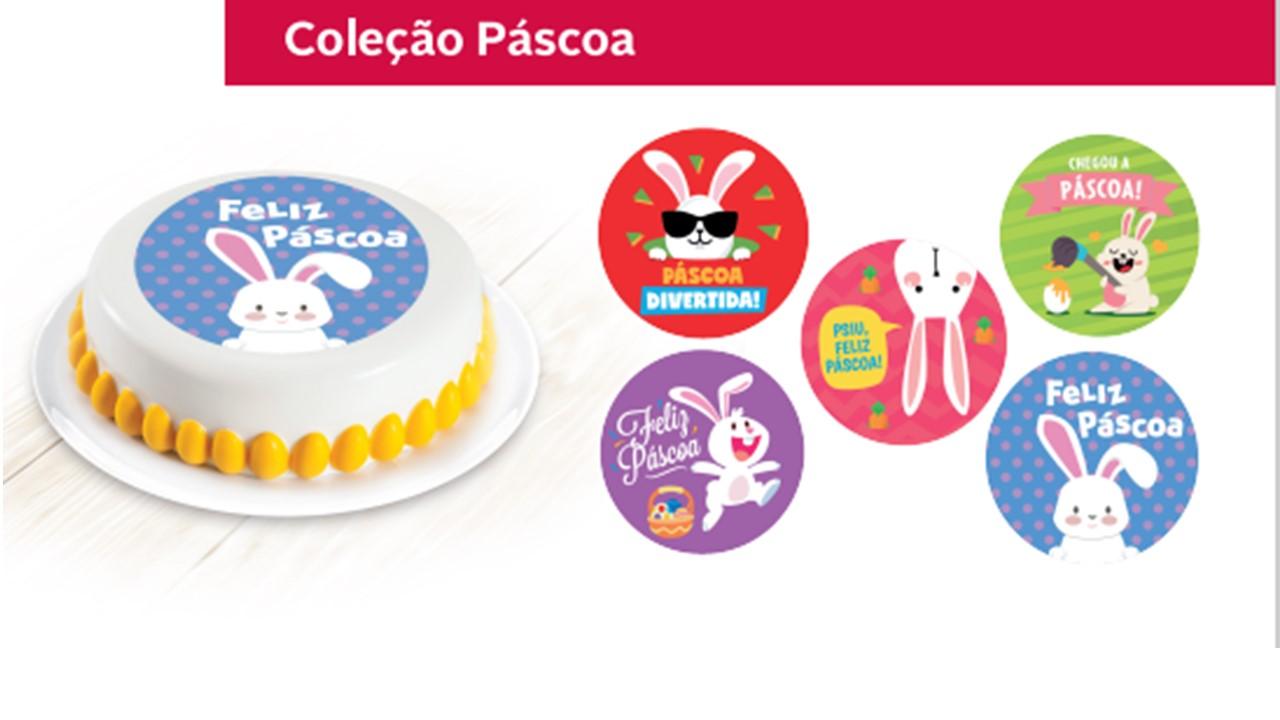 Coleção Páscoa
FeLiz
Páscoa
PÁSCOA
DIVERTIDA!
CHEGOU A
PÁSCOA!
PSIU,
FELIZ
PÁSCOA!
Feliz
Páscoa
FeLiz
Páscoa